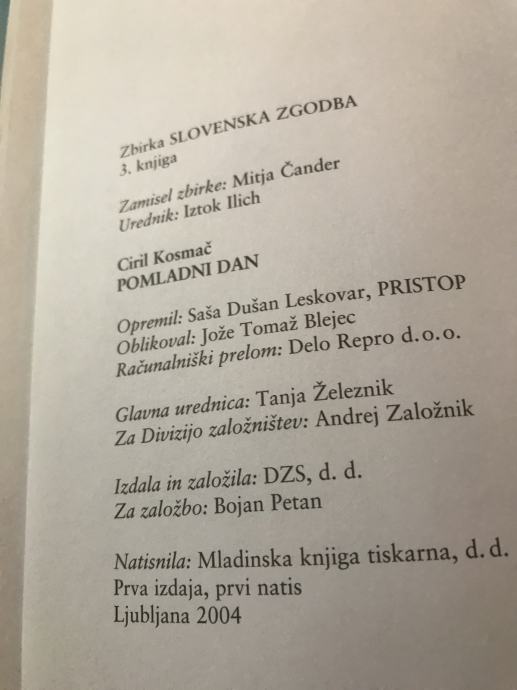 Zbirka SLOVENSKA ZGODBA
3. knjiga
Zamisel zbirke: Mitja Čander
Urednik: Iztok Ilich
Ciril Kosmač
POMLADNI DAN
Opremil: Saša Dušan Leskovar, PRISTOP
Oblikoval: Jože Tomaž Blejec
Računalniški prelom: Delo Repro d.o.o.
Glavna urednica: Tanja Železnik
Za Divizijo založništev: Andrej Založnik
Izdala in založila: DZS, d. d.
Za založbo: Bojan Petan
Natisnila: Mladinska knjiga tiskarna, d. d.
Prva izdaja, prvi natis
Ljubljana 2004